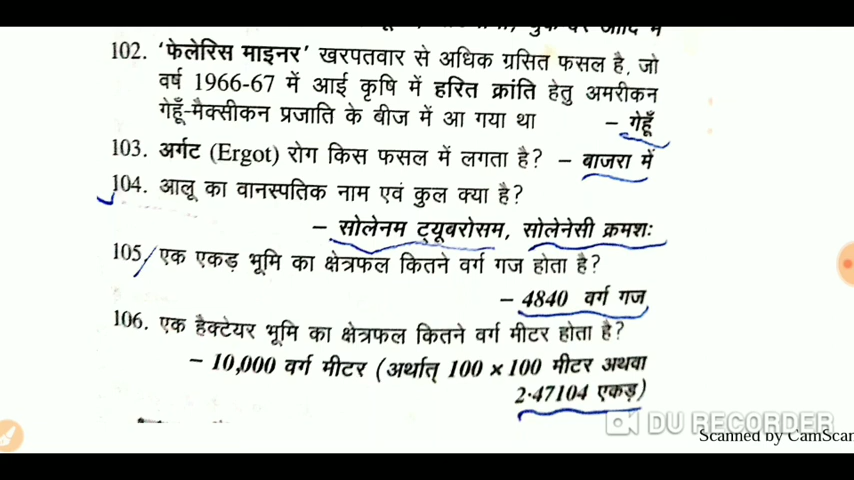 102. 'फेलेरिस माइनर' खरपतवार से अधिक ग्रसित फसल है, जो
वर्ष 1966-67 में आई कृषि में हरित क्रांति हेतु अमरीकन
गेहूँ-मैक्सीकन प्रजाति के बीज में आ गया था – गेहूँ
103. अर्गट (Ergot) रोग किस फसल में लगता है? – बाजरा में
104. आलू का वानस्पतिक नाम एवं कुल क्या है?
– सोलेनम ट्यूबरोसम, सोलेनेसी क्रमशः
105. एक एकड़ भूमि का क्षेत्रफल कितने वर्ग गज होता है?
– 4840 वर्ग गज
106. एक हैक्टेयर भूमि का क्षेत्रफल कितने वर्ग मीटर होता है?
– 10,000 वर्ग मीटर (अर्थात् 100 × 100 मीटर अथवा
2·47104 एकड़)
DU RECORDER
Scanned by CamScan